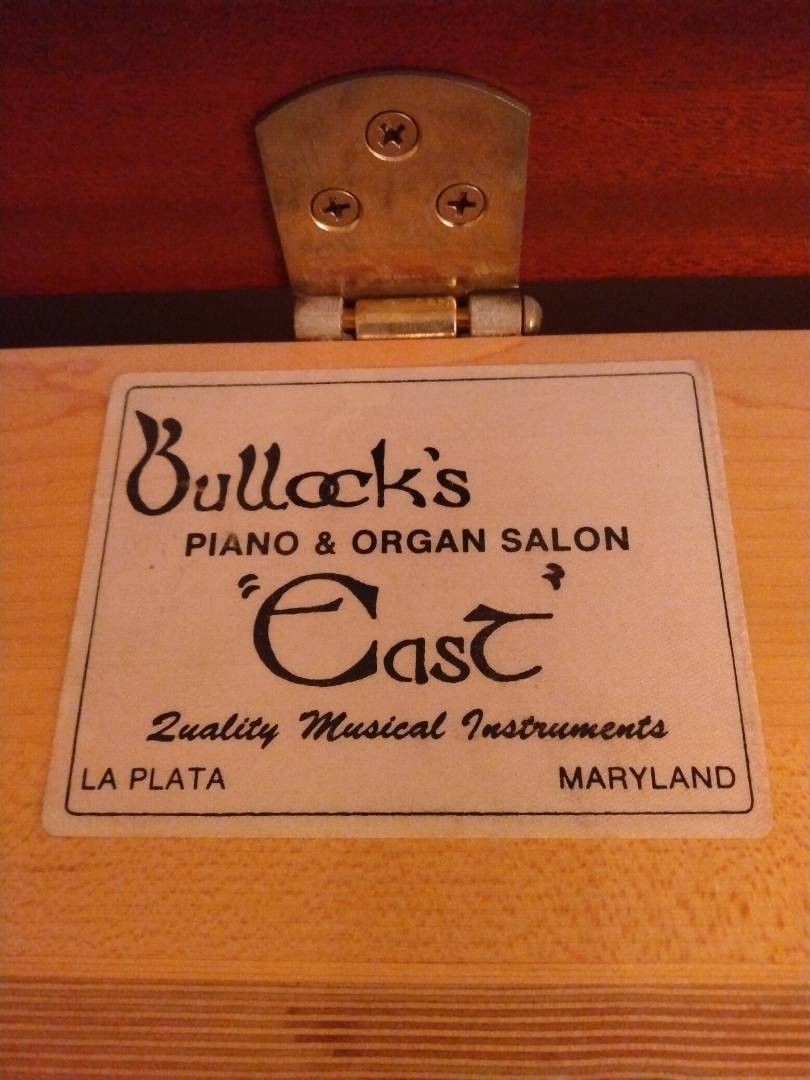 Bullock's
PIANO & ORGAN SALON
"East"
Quality Musical Instruments
LA PLATA MARYLAND